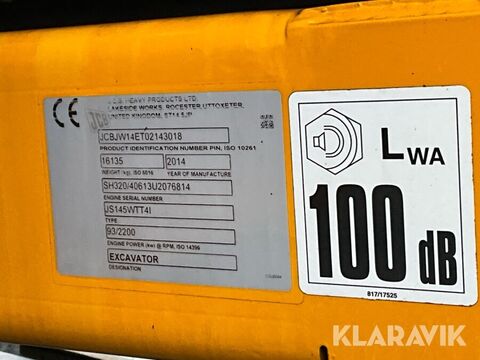 CE
JCB
J.C.B. HEAVY PRODUCTS LTD.
LAKESIDE WORKS, ROCESTER, UTTOXETER,
UNITED KINGDOM, ST14 5JP
JCBJW14ET02143018
PRODUCT IDENTIFICATION NUMBER PIN, ISO 10261
16135 2014
WEIGHT (kg), ISO 6016 YEAR OF MANUFACTURE
SH320/40613U2076814
ENGINE SERIAL NUMBER
JS145WTT4I
TYPE
93/2200
ENGINE POWER (kw) @ RPM, ISO 14396
EXCAVATOR
DESIGNATION
LWA
100 dB
817/17525
KLARAVIK